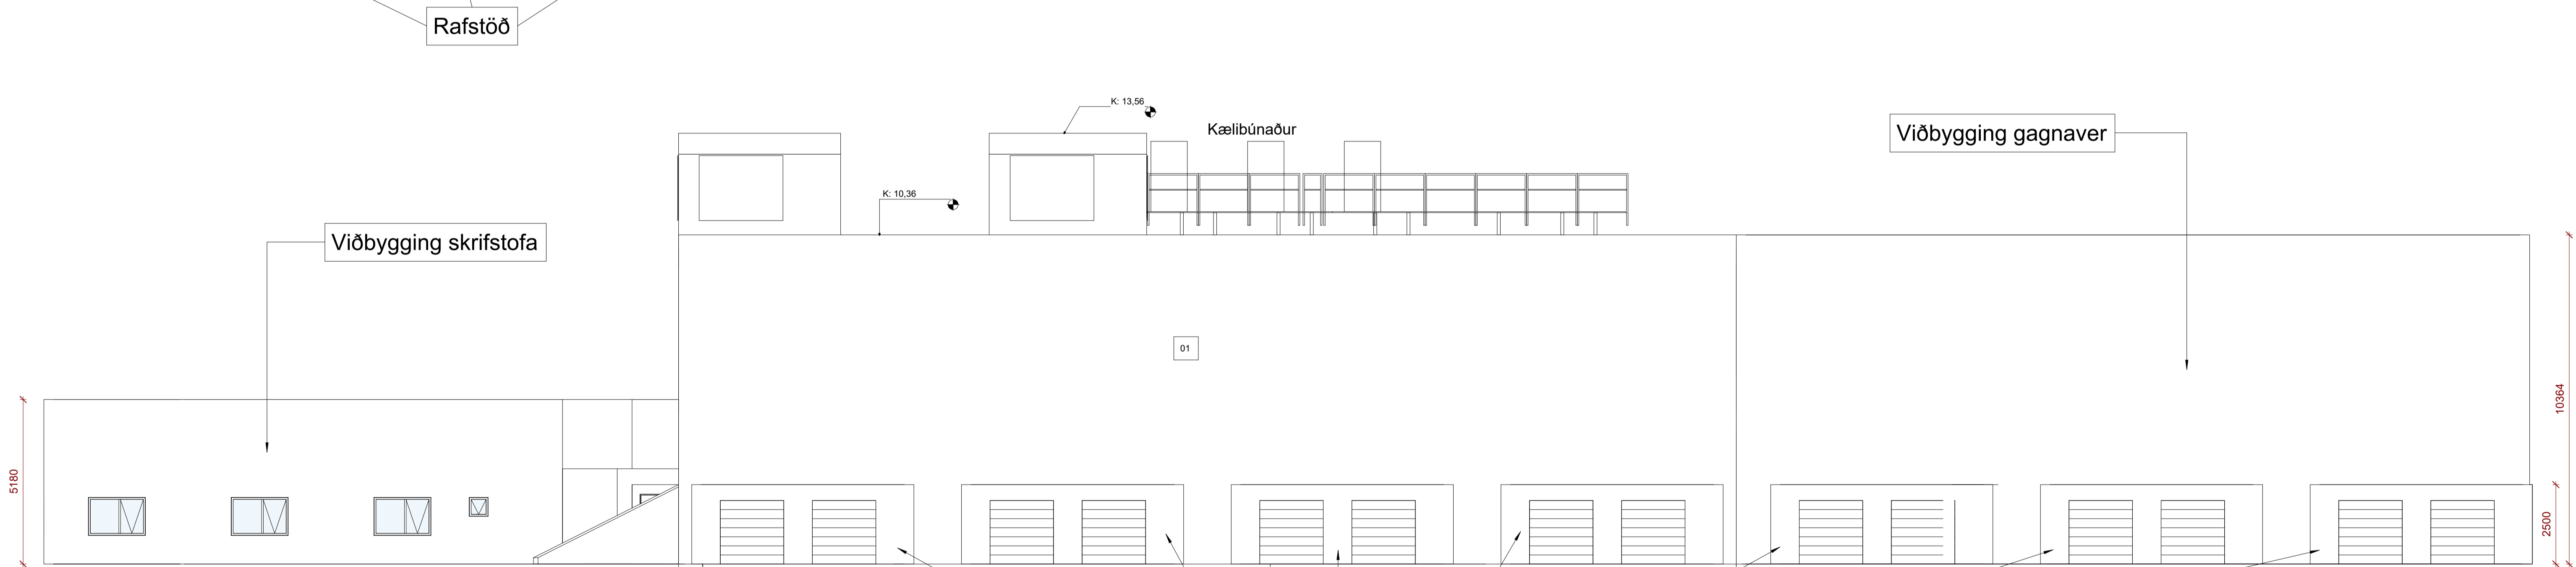 Rafstöð
K: 13,56
Kælibúnaður
Viðbygging gagnaver
K: 10,36
Viðbygging skrifstofa
01
10364
5180
2500